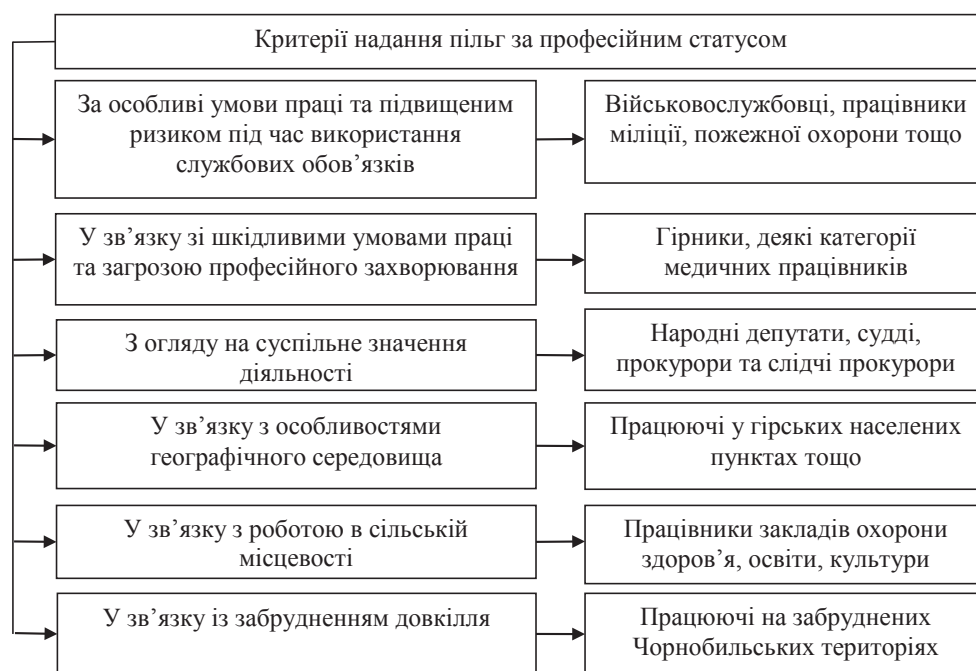 Критерії надання пільг за професійним статусом
За особливі умови праці та підвищеним
ризиком під час використання
службових обов’язків
Військовослужбовці, працівники
міліції, пожежної охорони тощо
У зв’язку зі шкідливими умовами праці
та загрозою професійного захворювання
Гірники, деякі категорії
медичних працівників
З огляду на суспільне значення
діяльності
Народні депутати, судді,
прокурори та слідчі прокурори
У зв’язку з особливостями
географічного середовища
Працюючі у гірських населених
пунктах тощо
У зв’язку з роботою в сільській
місцевості
Працівники закладів охорони
здоров’я, освіти, культури
У зв’язку із забрудненням довкілля
Працюючі на забруднених
Чорнобильських територіях